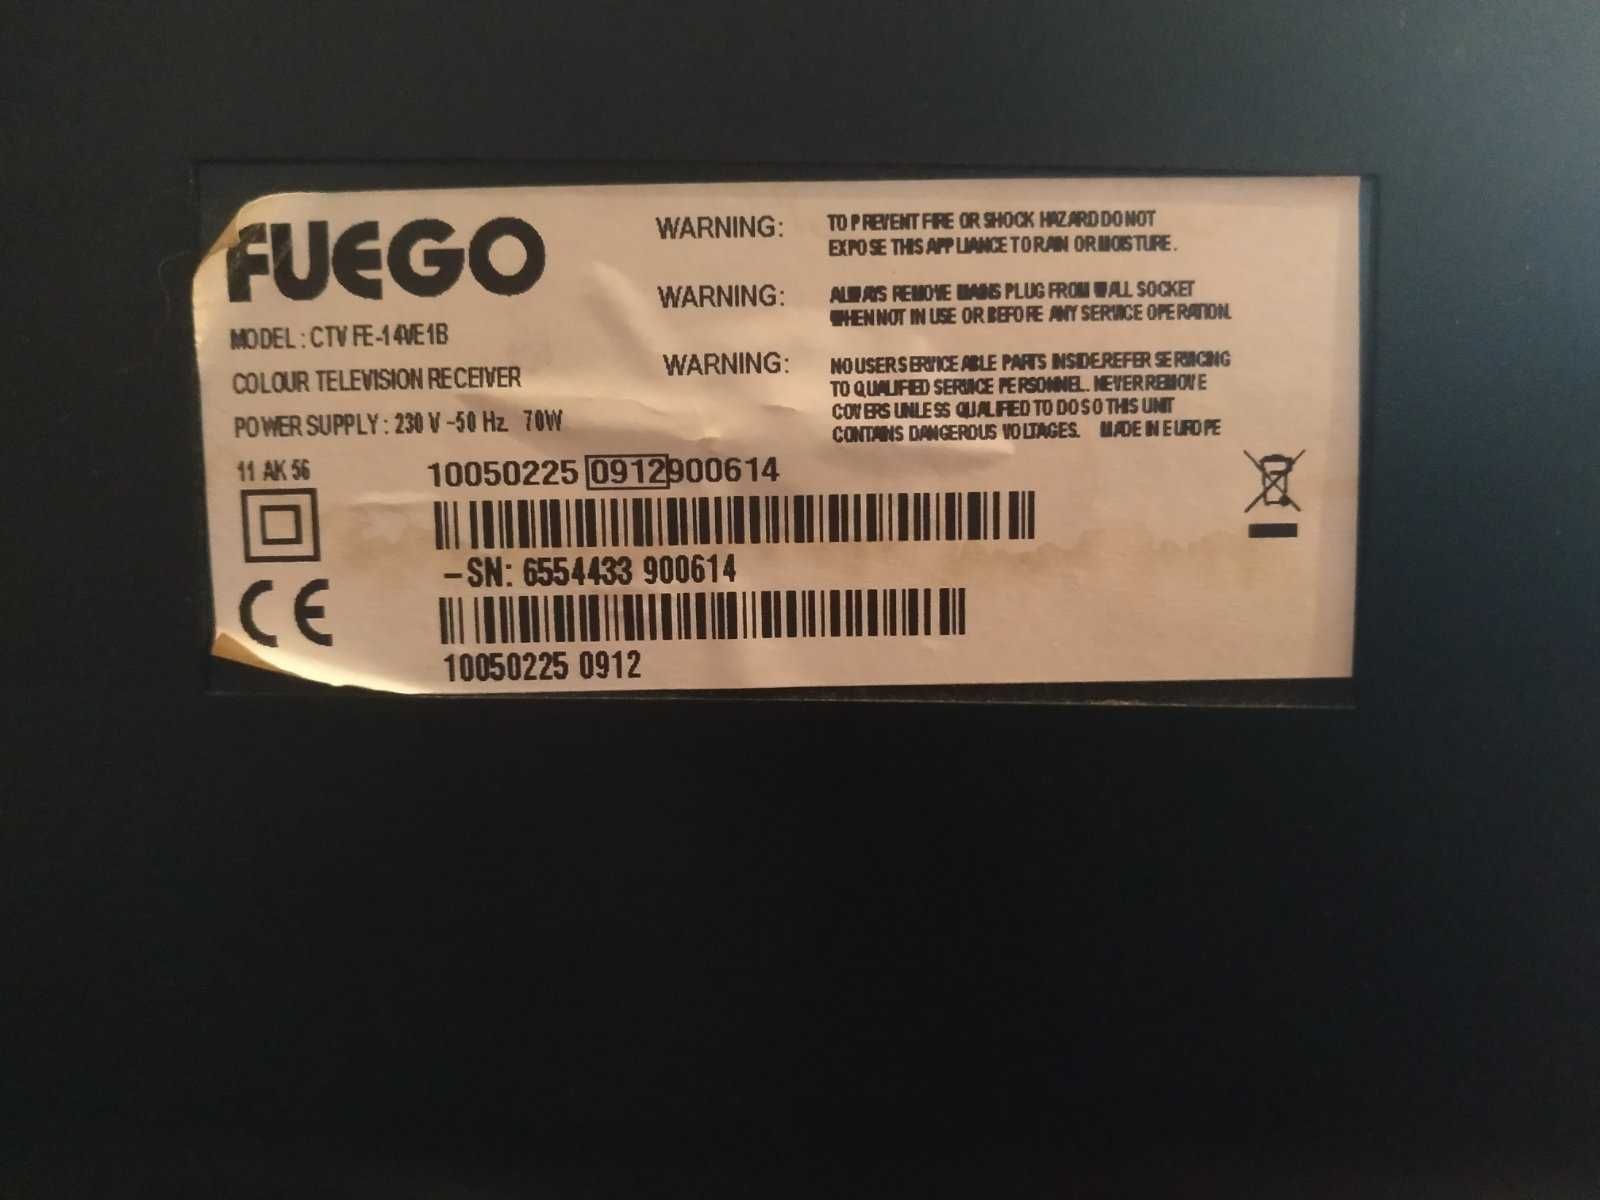 FUEGO
MODEL : CTV FE-14VE1B
COLOUR TELEVISION RECEIVER
POWER SUPPLY : 230 V ~50 Hz. 70W
11 AK 56
WARNING: TO PREVENT FIRE OR SHOCK HAZARD DO NOT
EXPOSE THIS APPLIANCE TO RAIN OR MOISTURE.
WARNING: ALWAYS REMOVE MAINS PLUG FROM WALL SOCKET
WHEN NOT IN USE OR BEFORE ANY SERVICE OPERATION.
WARNING: NO USER SERVICEABLE PARTS INSIDE.REFER SERVICING
TO QUALIFIED SERVICE PERSONNEL. NEVER REMOVE
COVERS UNLESS QUALIFIED TO DO SO THIS UNIT
CONTAINS DANGEROUS VOLTAGES. MADE IN EUROPE
10050225 0912900614
-SN: 6554433 900614
10050225 0912
CE